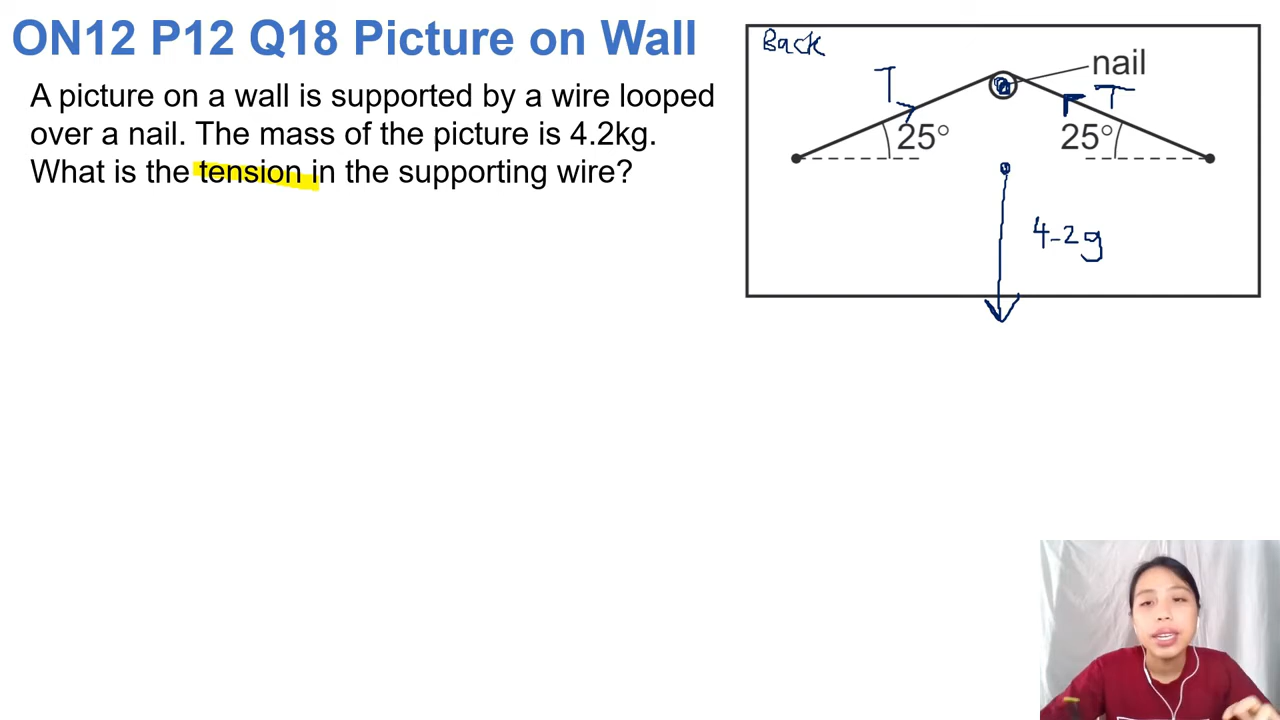 ON12 P12 Q18 Picture on Wall
A picture on a wall is supported by a wire looped
over a nail. The mass of the picture is 4.2kg.
What is the tension in the supporting wire?
Back
nail
T
T
25°
25°
4.2g